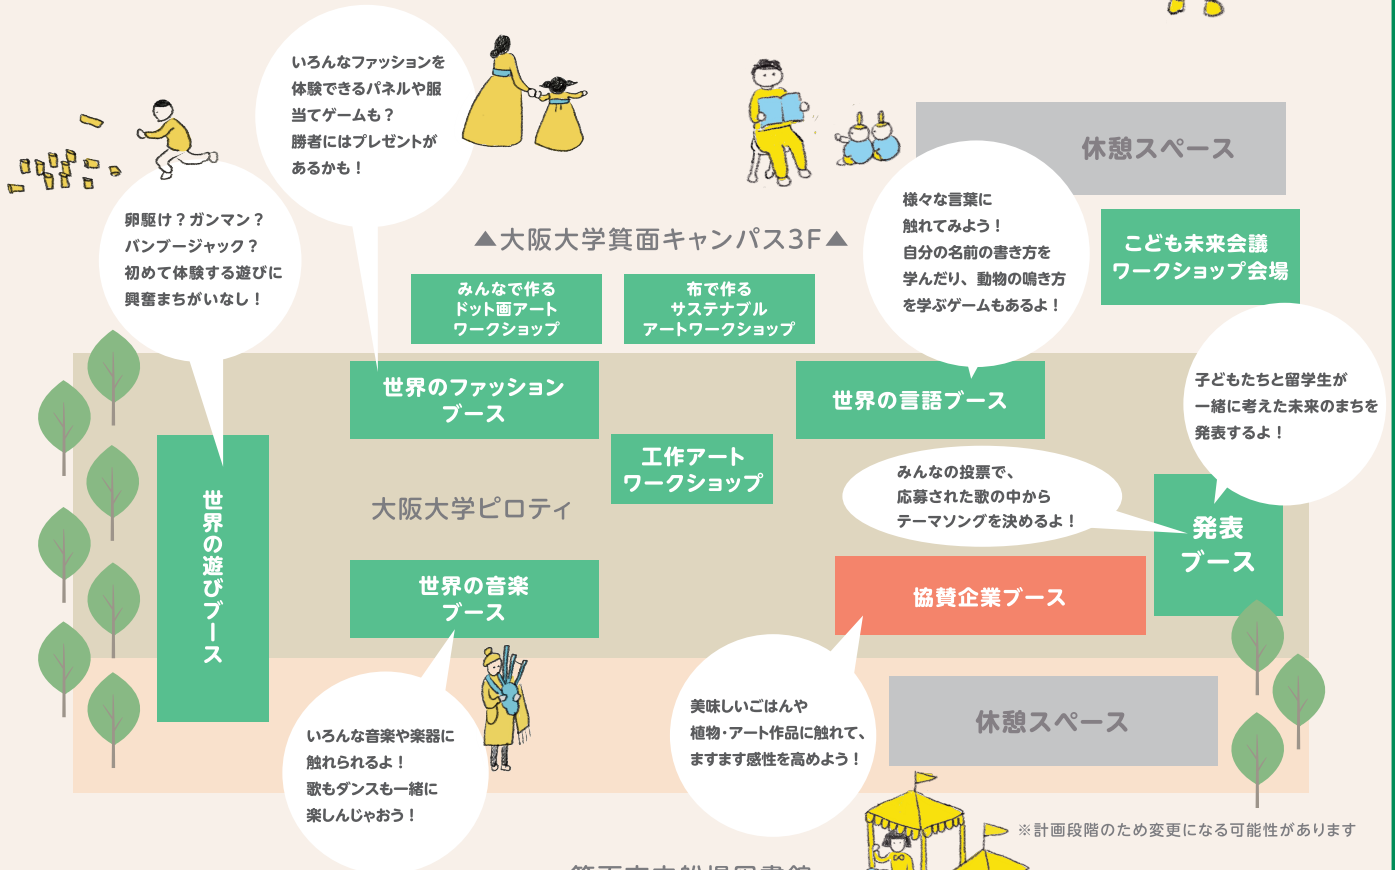 いろんなファッションを
体験できるパネルや服
当てゲームも？
勝者にはプレゼントが
あるかも！
休憩スペース
卵駆け？ガンマン？
バンブージャック？
初めて体験する遊びに
興奮まちがいなし！
様々な言葉に
触れてみよう！
自分の名前の書き方を
学んだり、動物の鳴き方
を学ぶゲームもあるよ！
▲大阪大学箕面キャンパス3F▲
こども未来会議
ワークショップ会場
みんなで作る
ドット画アート
ワークショップ
布で作る
サステナブル
アートワークショップ
世界のファッション
ブース
世界の言語ブース
子どもたちと留学生が
一緒に考えた未来のまちを
発表するよ！
工作アート
ワークショップ
みんなの投票で、
応募された歌の中から
テーマソングを決めるよ！
世界の遊びブース
大阪大学ピロティ
発表
ブース
世界の音楽
ブース
協賛企業ブース
いろんな音楽や楽器に
触れられるよ！
歌もダンスも一緒に
楽しんじゃおう！
美味しいごはんや
植物・アート作品に触れて、
ますます感性を高めよう！
休憩スペース
※計画段階のため変更になる可能性があります